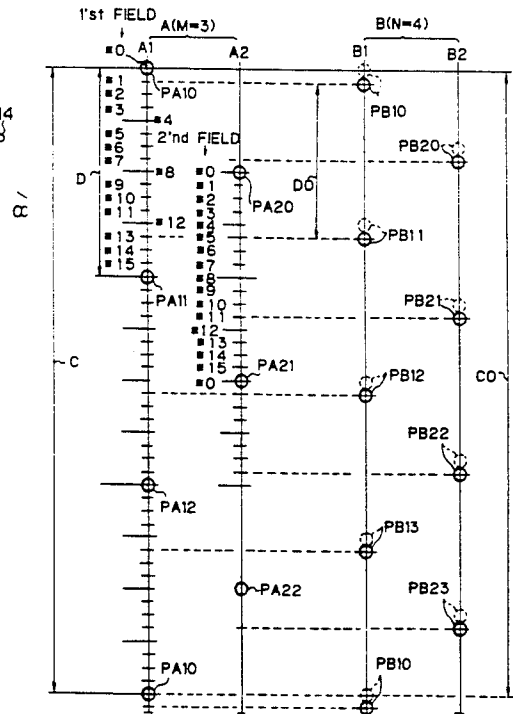 1'st FIELD
A(M=3)
B(N=4)
■0 A1 A2 B1 B2
PA10
■1
■2
■3
■4
■5
■6
■7
■8
■9
■10
■11
■12
■13
■14
■15
D
C
14
8
2'nd FIELD
■0
■1
■2
■3
■4
■5
■6
■7
■8
■9
■10
■11
■12
■13
■14
■15
■0
PA20
PA11
PA21
PA12
PA22
PA10
PB10
PB20
DO
PB11
PB21
PB12
CO
PB22
PB13
PB23
PB10